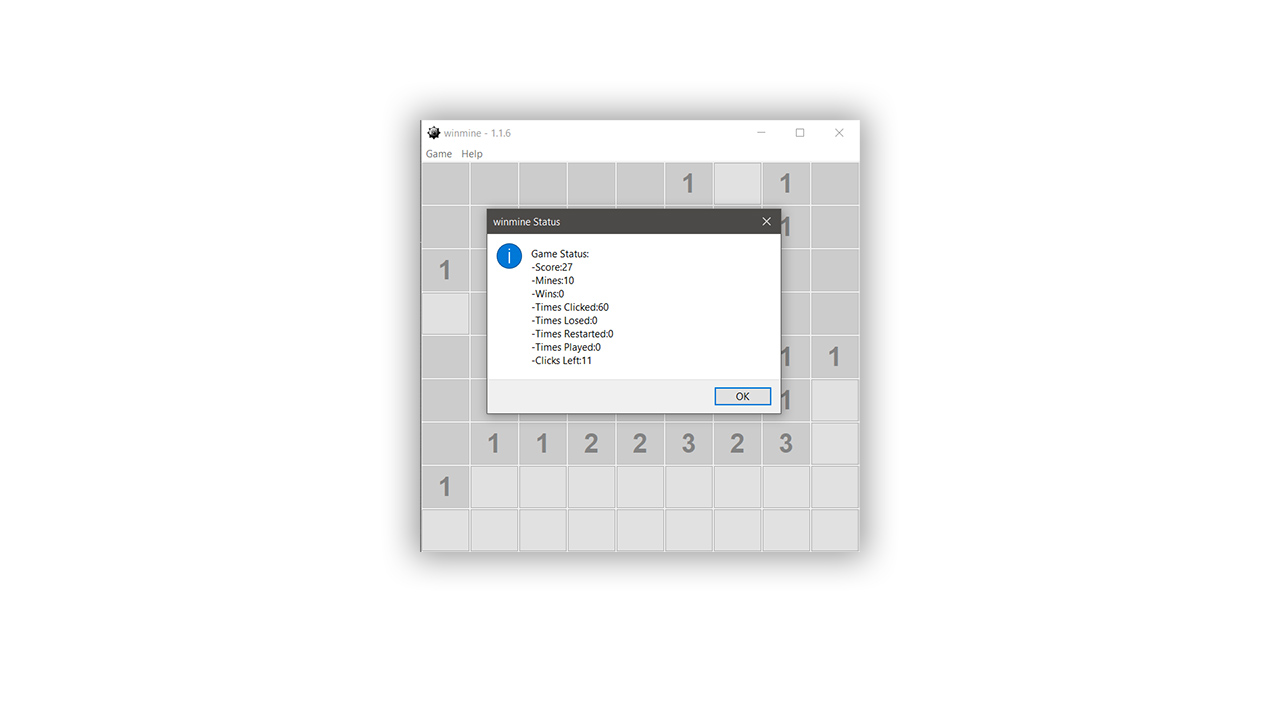 winmine - 1.1.6
Game Help
1 1
winmine Status
1
1
Game Status:
-Score:27
-Mines:10
-Wins:0
-Times Clicked:60
-Times Losed:0
-Times Restarted:0
-Times Played:0
-Clicks Left:11
1 1
OK
1
1 1 2 2 3 2 3
1